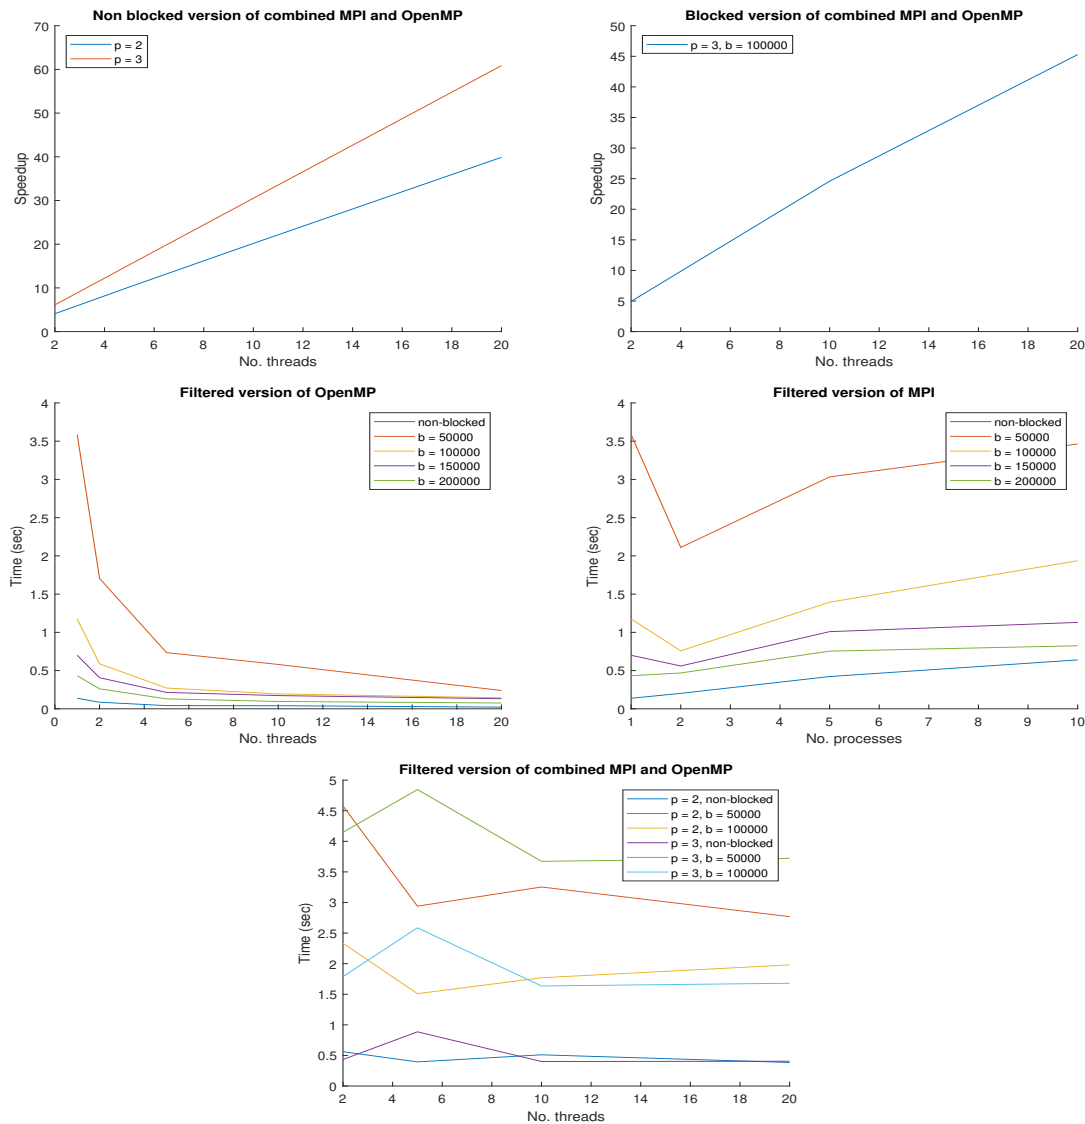 Non blocked version of combined MPI and OpenMP
70
60
50
40
30
20
10
0
Speedup
p = 2
p = 3
2 4 6 8 10 12 14 16 18 20
No. threads
Blocked version of combined MPI and OpenMP
50
45
40
35
30
25
20
15
10
5
0
Speedup
p = 3, b = 100000
2 4 6 8 10 12 14 16 18 20
No. threads
Filtered version of OpenMP
4
3.5
3
2.5
2
1.5
1
0.5
0
Time (sec)
non-blocked
b = 50000
b = 100000
b = 150000
b = 200000
0 2 4 6 8 10 12 14 16 18 20
No. threads
Filtered version of MPI
4
3.5
3
2.5
2
1.5
1
0.5
0
Time (sec)
non-blocked
b = 50000
b = 100000
b = 150000
b = 200000
1 2 3 4 5 6 7 8 9 10
No. processes
Filtered version of combined MPI and OpenMP
5
4.5
4
3.5
3
2.5
2
1.5
1
0.5
0
Time (sec)
p = 2, non-blocked
p = 2, b = 50000
p = 2, b = 100000
p = 3, non-blocked
p = 3, b = 50000
p = 3, b = 100000
2 4 6 8 10 12 14 16 18 20
No. threads